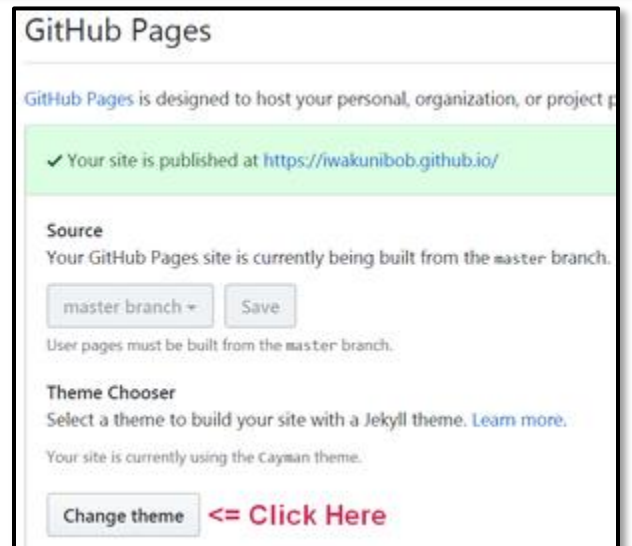 GitHub Pages
GitHub Pages is designed to host your personal, organization, or project
✓ Your site is published at https://iwakunibob.github.io/
Source
Your GitHub Pages site is currently being built from the master branch.
master branch Save
User pages must be built from the master branch.
Theme Chooser
Select a theme to build your site with a Jekyll theme. Learn more.
Your site is currently using the Cayman theme.
Change theme <= Click Here